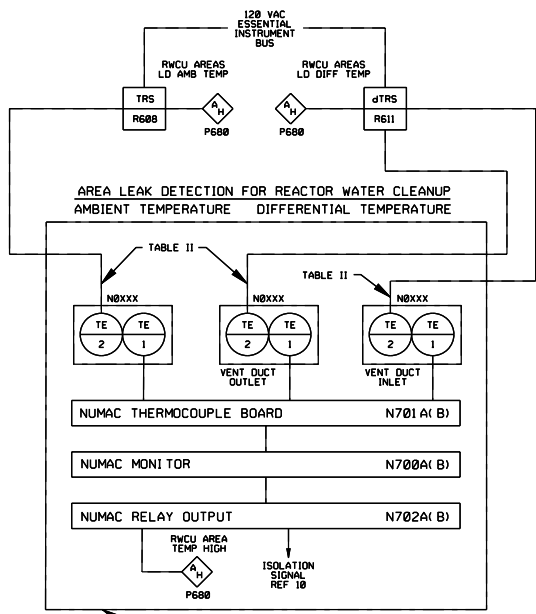 120 VAC
ESSENTIAL
INSTRUMENT
BUS
RWCU AREAS
LD AMB TEMP
RWCU AREAS
LD DIFF TEMP
TRS
R608
A
H
P680
A
H
P680
dTRS
R611
AREA LEAK DETECTION FOR REACTOR WATER CLEANUP
AMBIENT TEMPERATURE DIFFERENTIAL TEMPERATURE
TABLE II
TABLE II
N0XXX
N0XXX
N0XXX
TE
2
TE
1
TE
2
TE
1
TE
2
TE
1
VENT DUCT
OUTLET
VENT DUCT
INLET
NUMAC THERMOCOUPLE BOARD N701A(B)
NUMAC MONITOR N700A(B)
NUMAC RELAY OUTPUT N702A(B)
RWCU AREA
TEMP HIGH
A
H
P680
ISOLATION
SIGNAL
REF 10